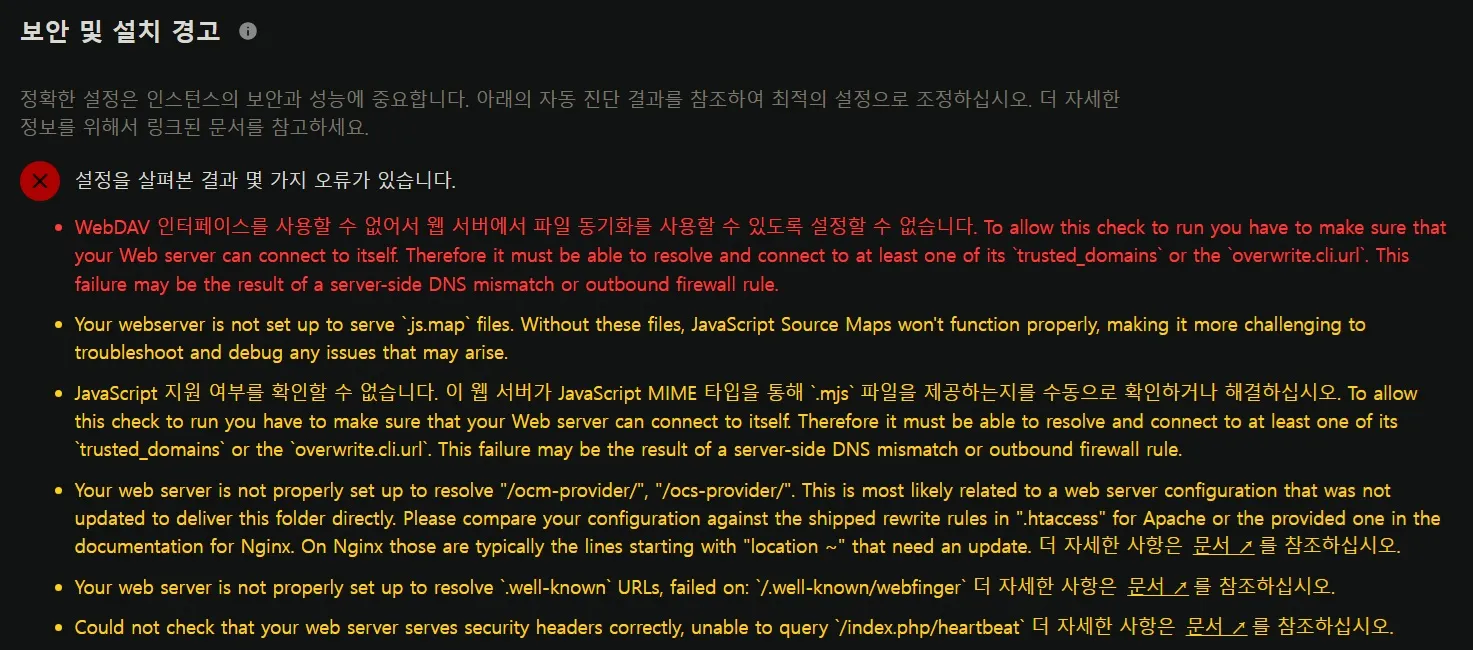 보안 및 설치 경고
정확한 설정은 인스턴스의 보안과 성능에 중요합니다. 아래의 자동 진단 결과를 참조하여 최적의 설정으로 조정하십시오. 더 자세한
정보를 위해서 링크된 문서를 참고하세요.
설정을 살펴본 결과 몇 가지 오류가 있습니다.
• WebDAV 인터페이스를 사용할 수 없어서 웹 서버에서 파일 동기화를 사용할 수 있도록 설정할 수 없습니다. To allow this check to run you have to make sure that
your Web server can connect to itself. Therefore it must be able to resolve and connect to at least one of its `trusted_domains` or the `overwrite.cli.url`. This
failure may be the result of a server-side DNS mismatch or outbound firewall rule.
• Your webserver is not set up to serve `.js.map` files. Without these files, JavaScript Source Maps won't function properly, making it more challenging to
troubleshoot and debug any issues that may arise.
• JavaScript 지원 여부를 확인할 수 없습니다. 이 웹 서버가 JavaScript MIME 타입을 통해 `.mjs` 파일을 제공하는지를 수동으로 확인하거나 해결하십시오. To allow
this check to run you have to make sure that your Web server can connect to itself. Therefore it must be able to resolve and connect to at least one of its
`trusted_domains` or the `overwrite.cli.url`. This failure may be the result of a server-side DNS mismatch or outbound firewall rule.
• Your web server is not properly set up to resolve "/ocm-provider/", "/ocs-provider/". This is most likely related to a web server configuration that was not
updated to deliver this folder directly. Please compare your configuration against the shipped rewrite rules in ".htaccess" for Apache or the provided one in the
documentation for Nginx. On Nginx those are typically the lines starting with "location ~" that need an update. 더 자세한 사항은 문서 ↗를 참조하십시오.
• Your web server is not properly set up to resolve `.well-known` URLs, failed on: `/.well-known/webfinger` 더 자세한 사항은 문서 ↗를 참조하십시오.
• Could not check that your web server serves security headers correctly, unable to query `/index.php/heartbeat` 더 자세한 사항은 문서 ↗를 참조하십시오.